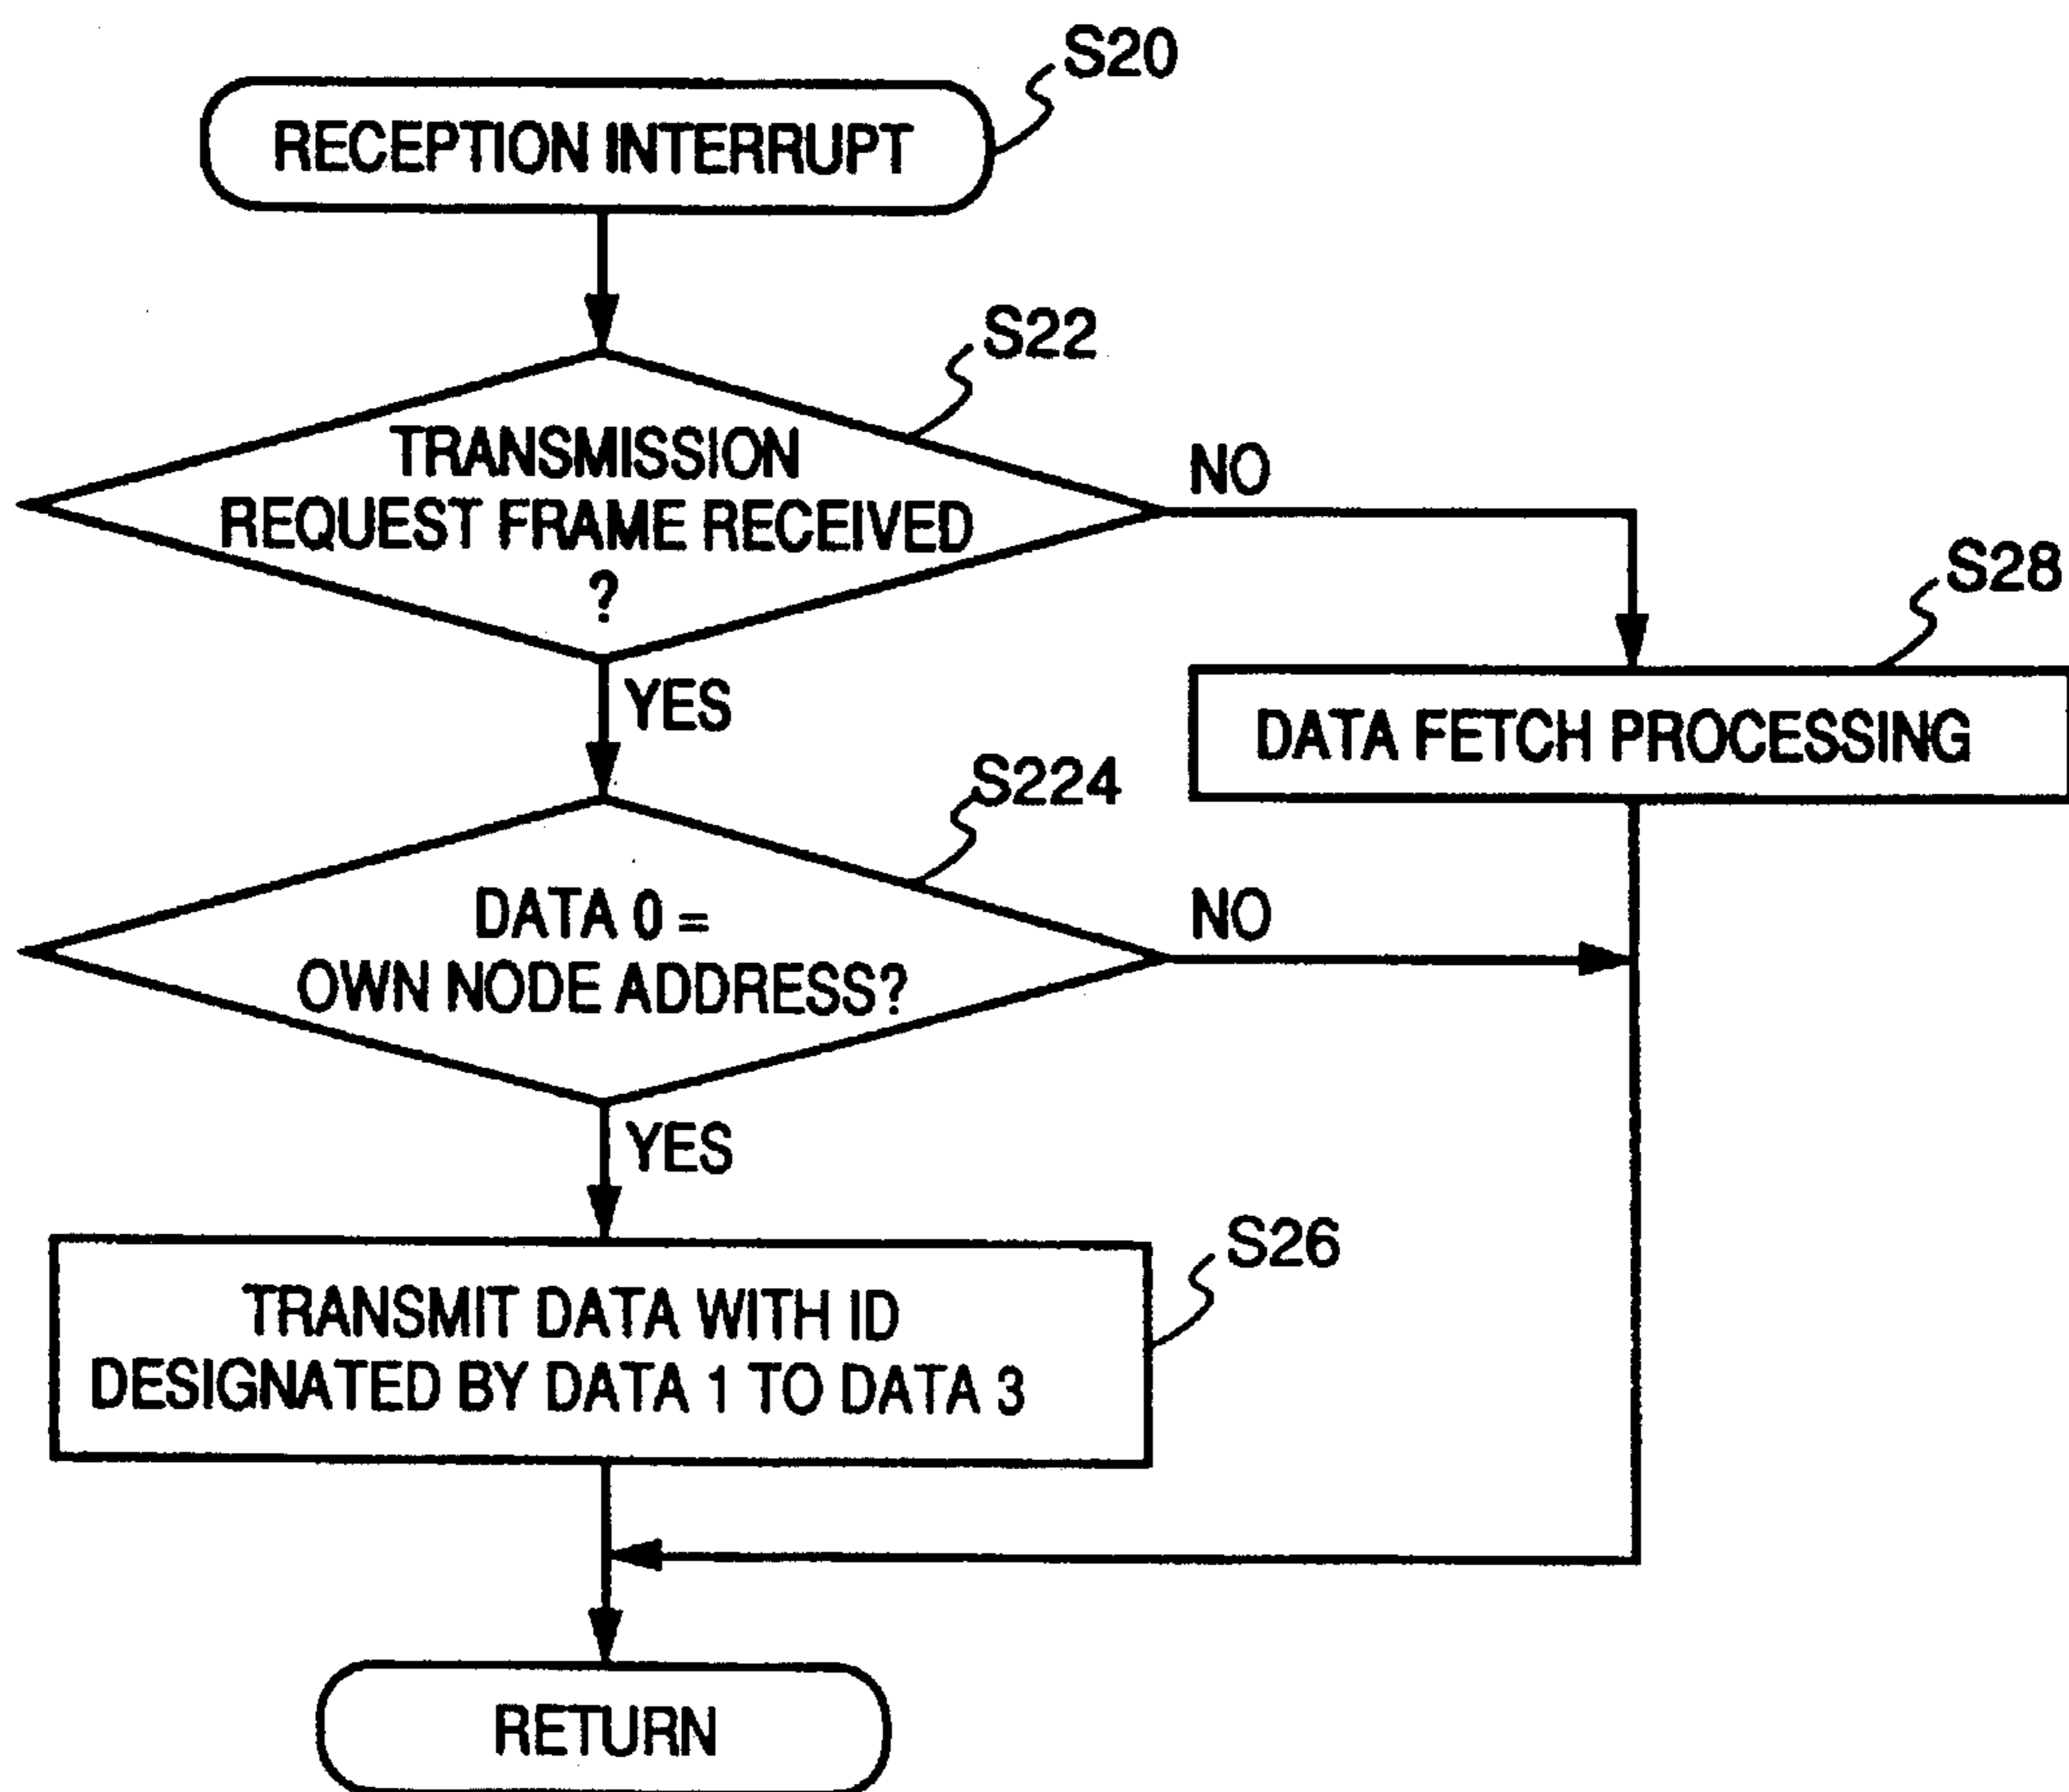 S20
RECEPTION INTERRUPT
S22
TRANSMISSION
REQUEST FRAME RECEIVED
?
NO
YES
S28
DATA FETCH PROCESSING
S224
DATA 0 =
OWN NODE ADDRESS?
NO
YES
S26
TRANSMIT DATA WITH ID
DESIGNATED BY DATA 1 TO DATA 3
RETURN